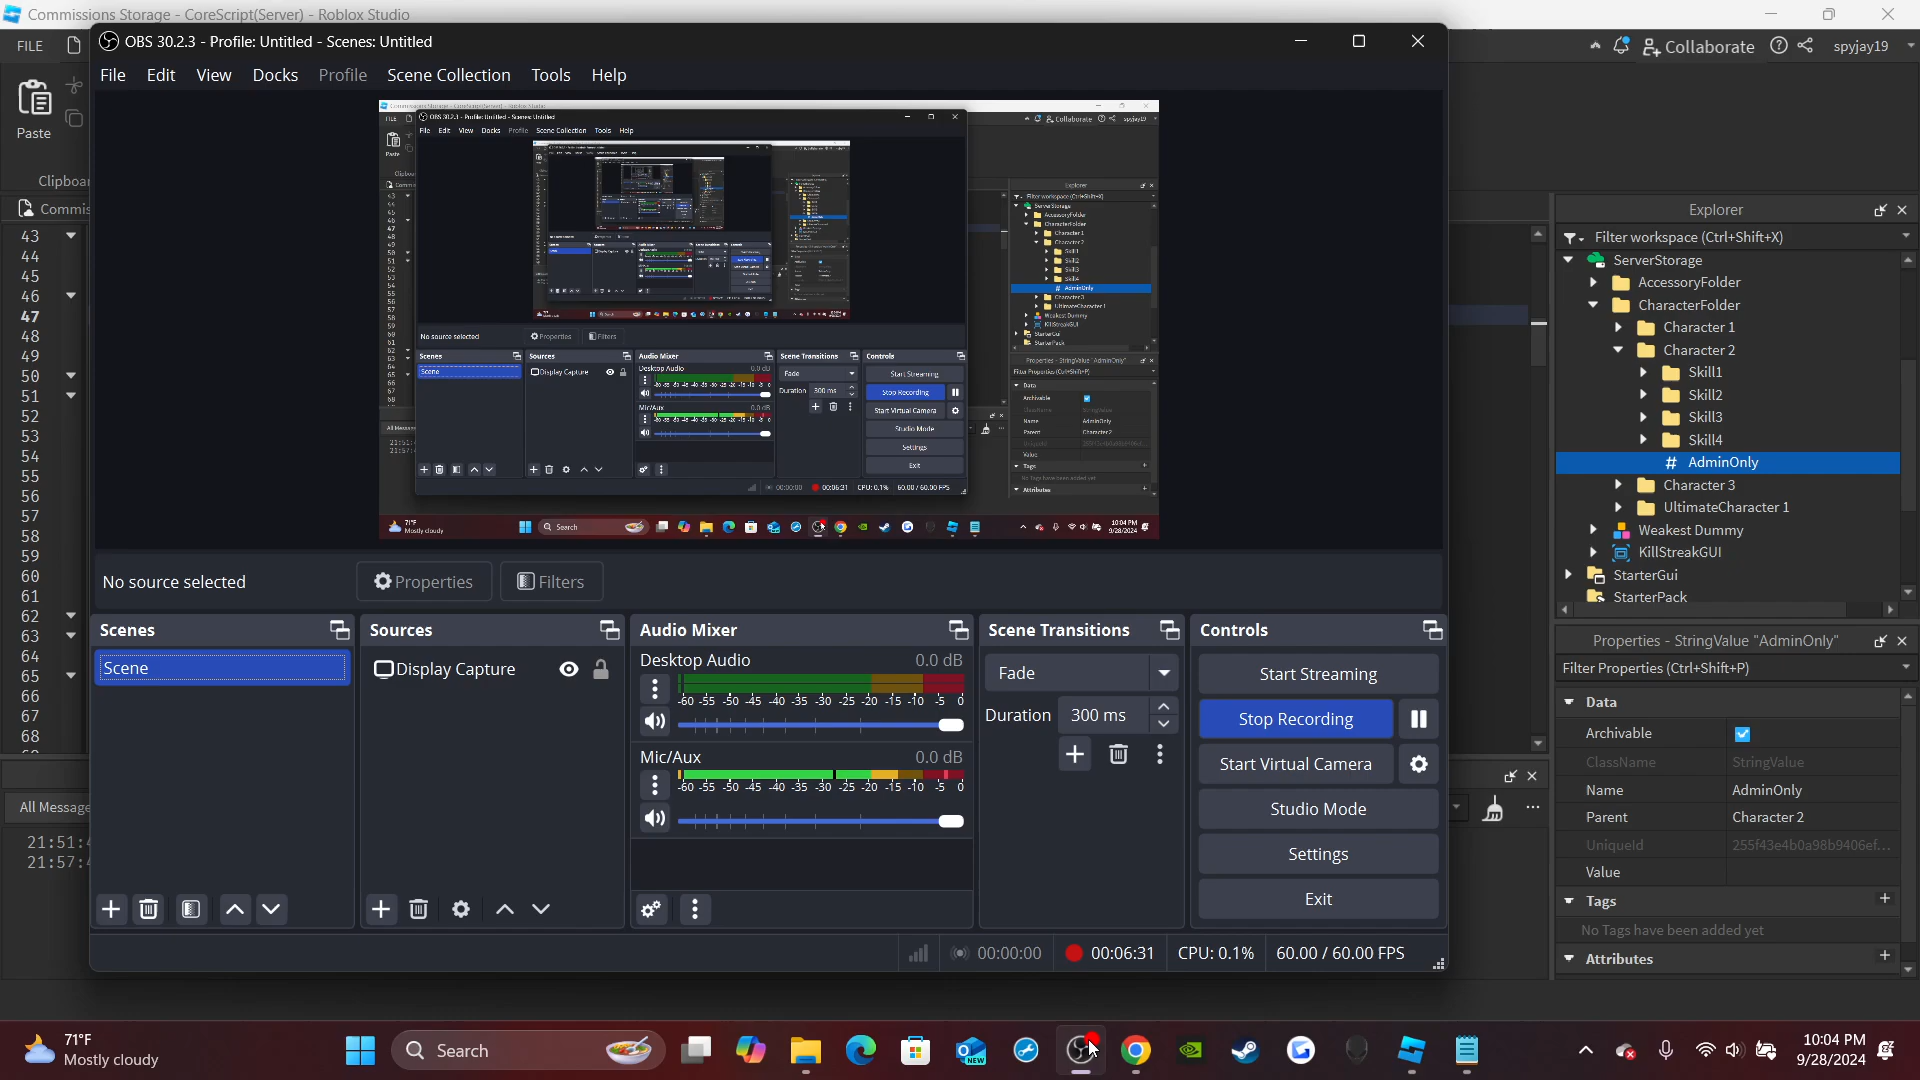 Commissions Storage - CoreScript(Server) - Roblox Studio
FILE
Collaborate
spyjay19
Paste
Clipboar
Commis
OBS 30.2.3 - Profile: Untitled - Scenes: Untitled
File Edit View Docks Profile Scene Collection Tools Help
43
44
45
46
47
48
49
50
51
52
53
54
55
56
57
58
59
60
61
62
63
64
65
66
67
68
All Message
21:51:4
21:57:4
No source selected
Properties
Filters
Scenes
Scene
Sources
Display Capture
Audio Mixer
Desktop Audio 0.0 dB
-60 -55 -50 -45 -40 -35 -30 -25 -20 -15 -10 -5 0
Mic/Aux 0.0 dB
-60 -55 -50 -45 -40 -35 -30 -25 -20 -15 -10 -5 0
Scene Transitions
Fade
Duration 300 ms
Controls
Start Streaming
Stop Recording
Start Virtual Camera
Studio Mode
Settings
Exit
00:00:00
00:06:31
CPU: 0.1%
60.00 / 60.00 FPS
Explorer
Filter workspace (Ctrl+Shift+X)
ServerStorage
AccessoryFolder
CharacterFolder
Character 1
Character 2
Skill1
Skill2
Skill3
Skill4
# AdminOnly
Character 3
UltimateCharacter 1
Weakest Dummy
KillStreakGUI
StarterGui
StarterPack
Properties - StringValue "AdminOnly"
Filter Properties (Ctrl+Shift+P)
Data
Archivable
ClassName StringValue
Name AdminOnly
Parent Character 2
UniqueId 255f43e4b0a98b9406ef...
Value
Tags
No Tags have been added yet
Attributes
71°F
Mostly cloudy
Search
10:04 PM
9/28/2024